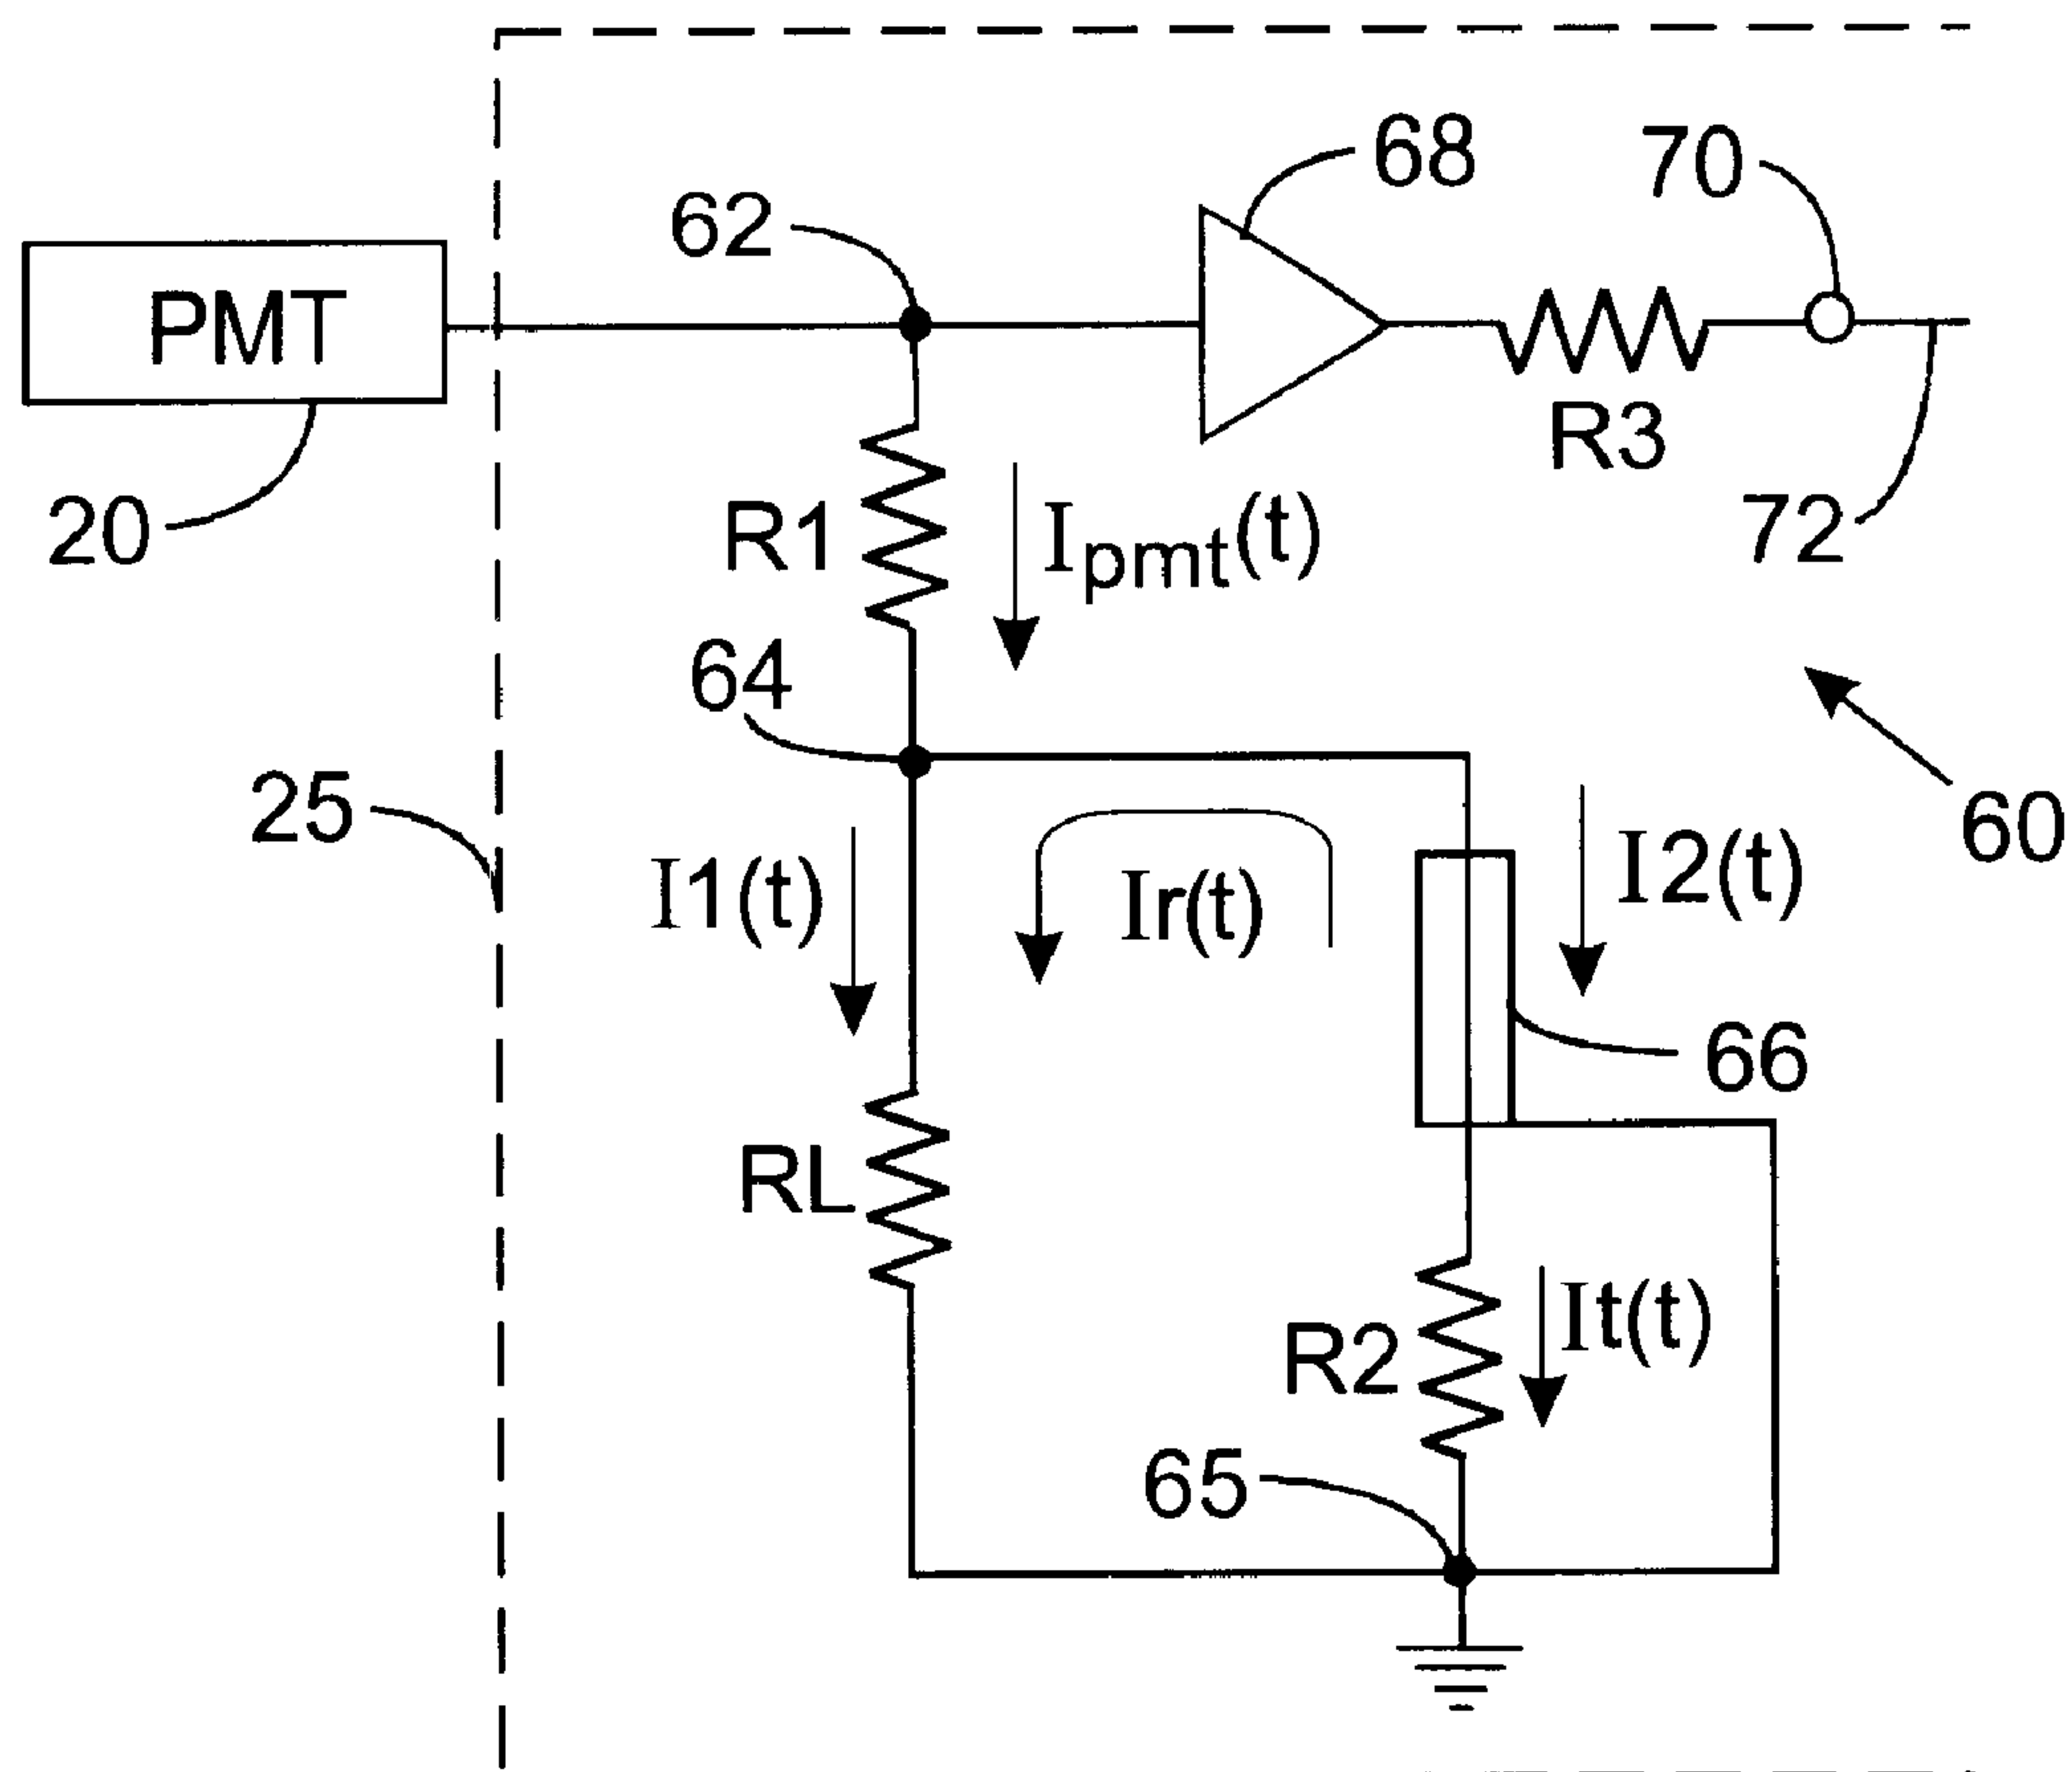 68
70
62
PMT
R3
20
R1
Ipmt(t)
72
64
25
60
I1(t)
Ir(t)
I2(t)
66
RL
R2
It(t)
65